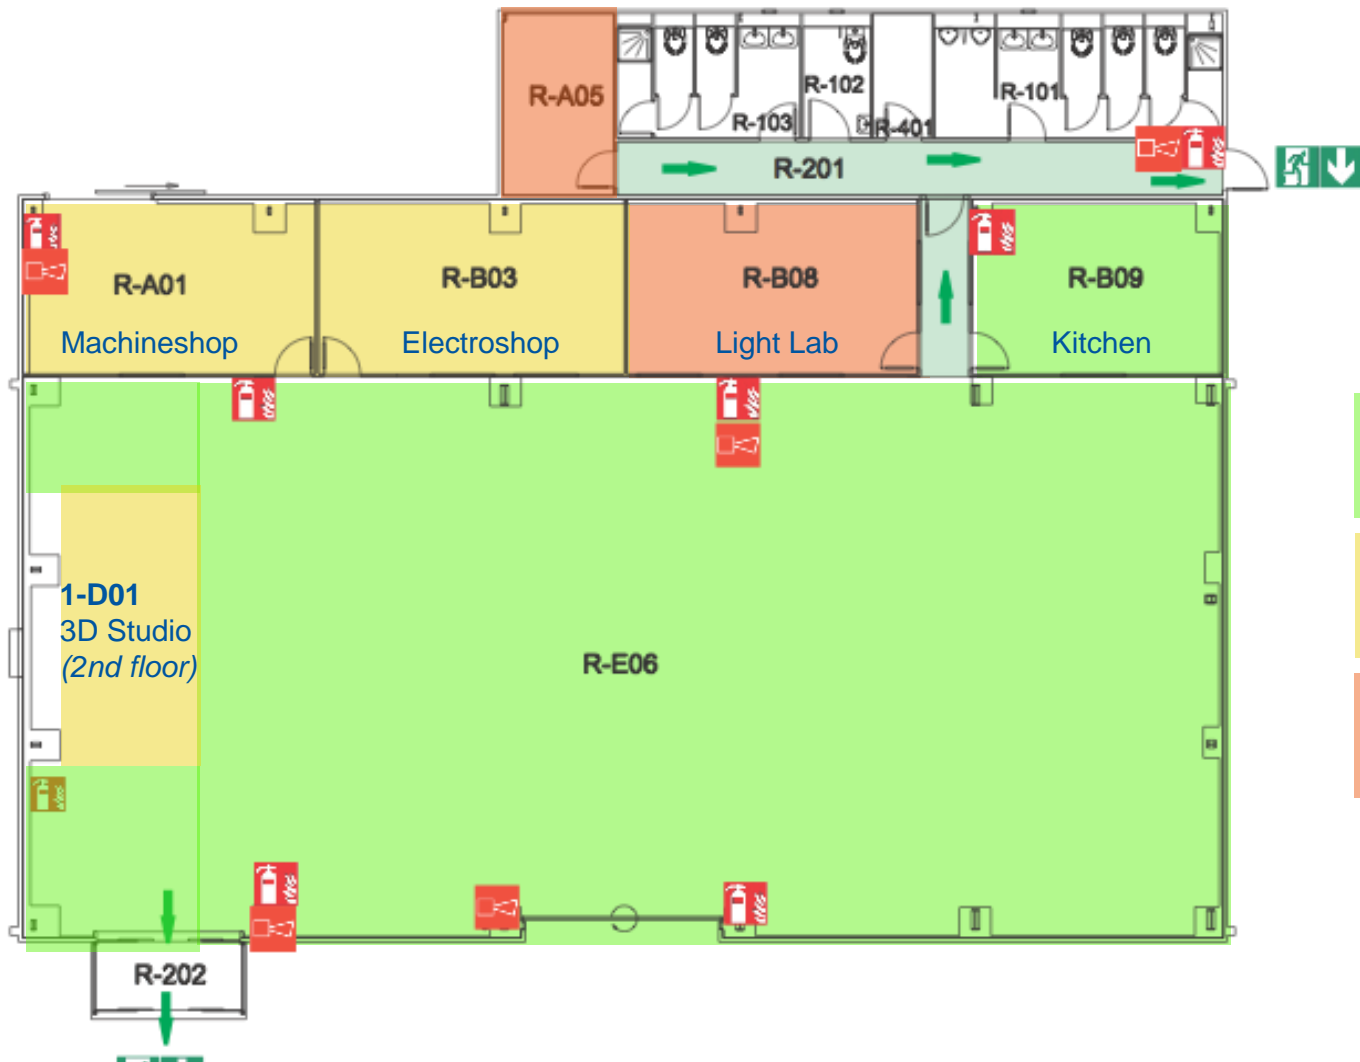 R-A05
R-102
R-101
R-103
R-401
R-201
R-A01
R-B03
R-B08
R-B09
Machineshop
Electroshop
Light Lab
Kitchen
1-D01
3D Studio
(2nd floor)
R-E06
R-202